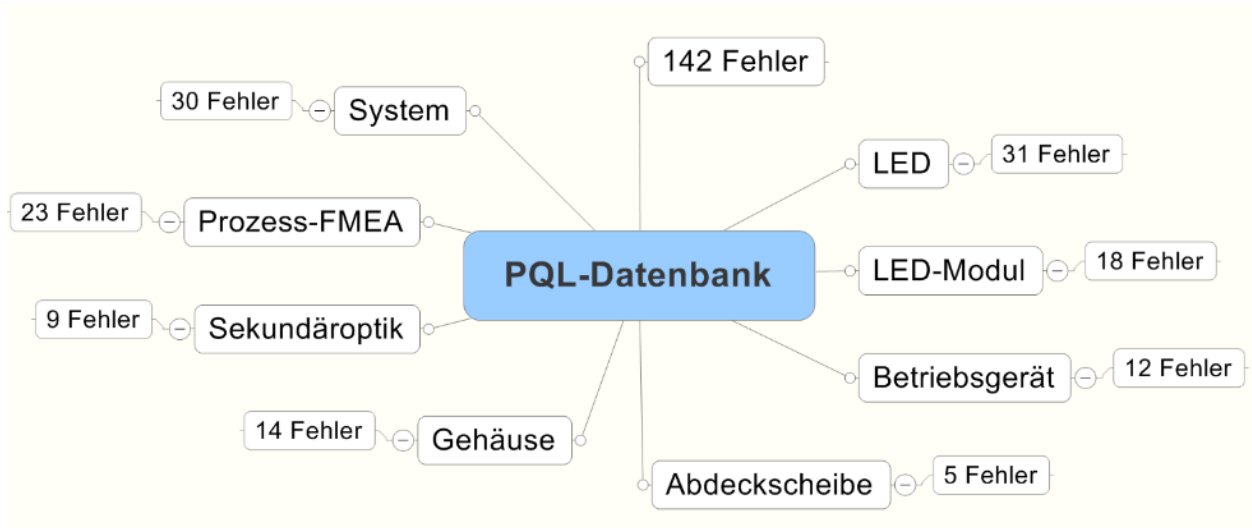 142 Fehler
30 Fehler
System
LED
31 Fehler
23 Fehler
Prozess-FMEA
PQL-Datenbank
LED-Modul
18 Fehler
9 Fehler
Sekundäroptik
Betriebsgerät
12 Fehler
14 Fehler
Gehäuse
Abdeckscheibe
5 Fehler